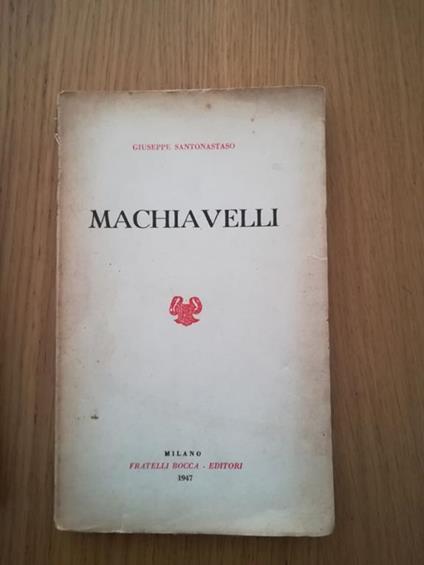 GIUSEPPE SANTONASTASO
MACHIAVELLI
MILANO
FRATELLI BOCCA - EDITORI
1947